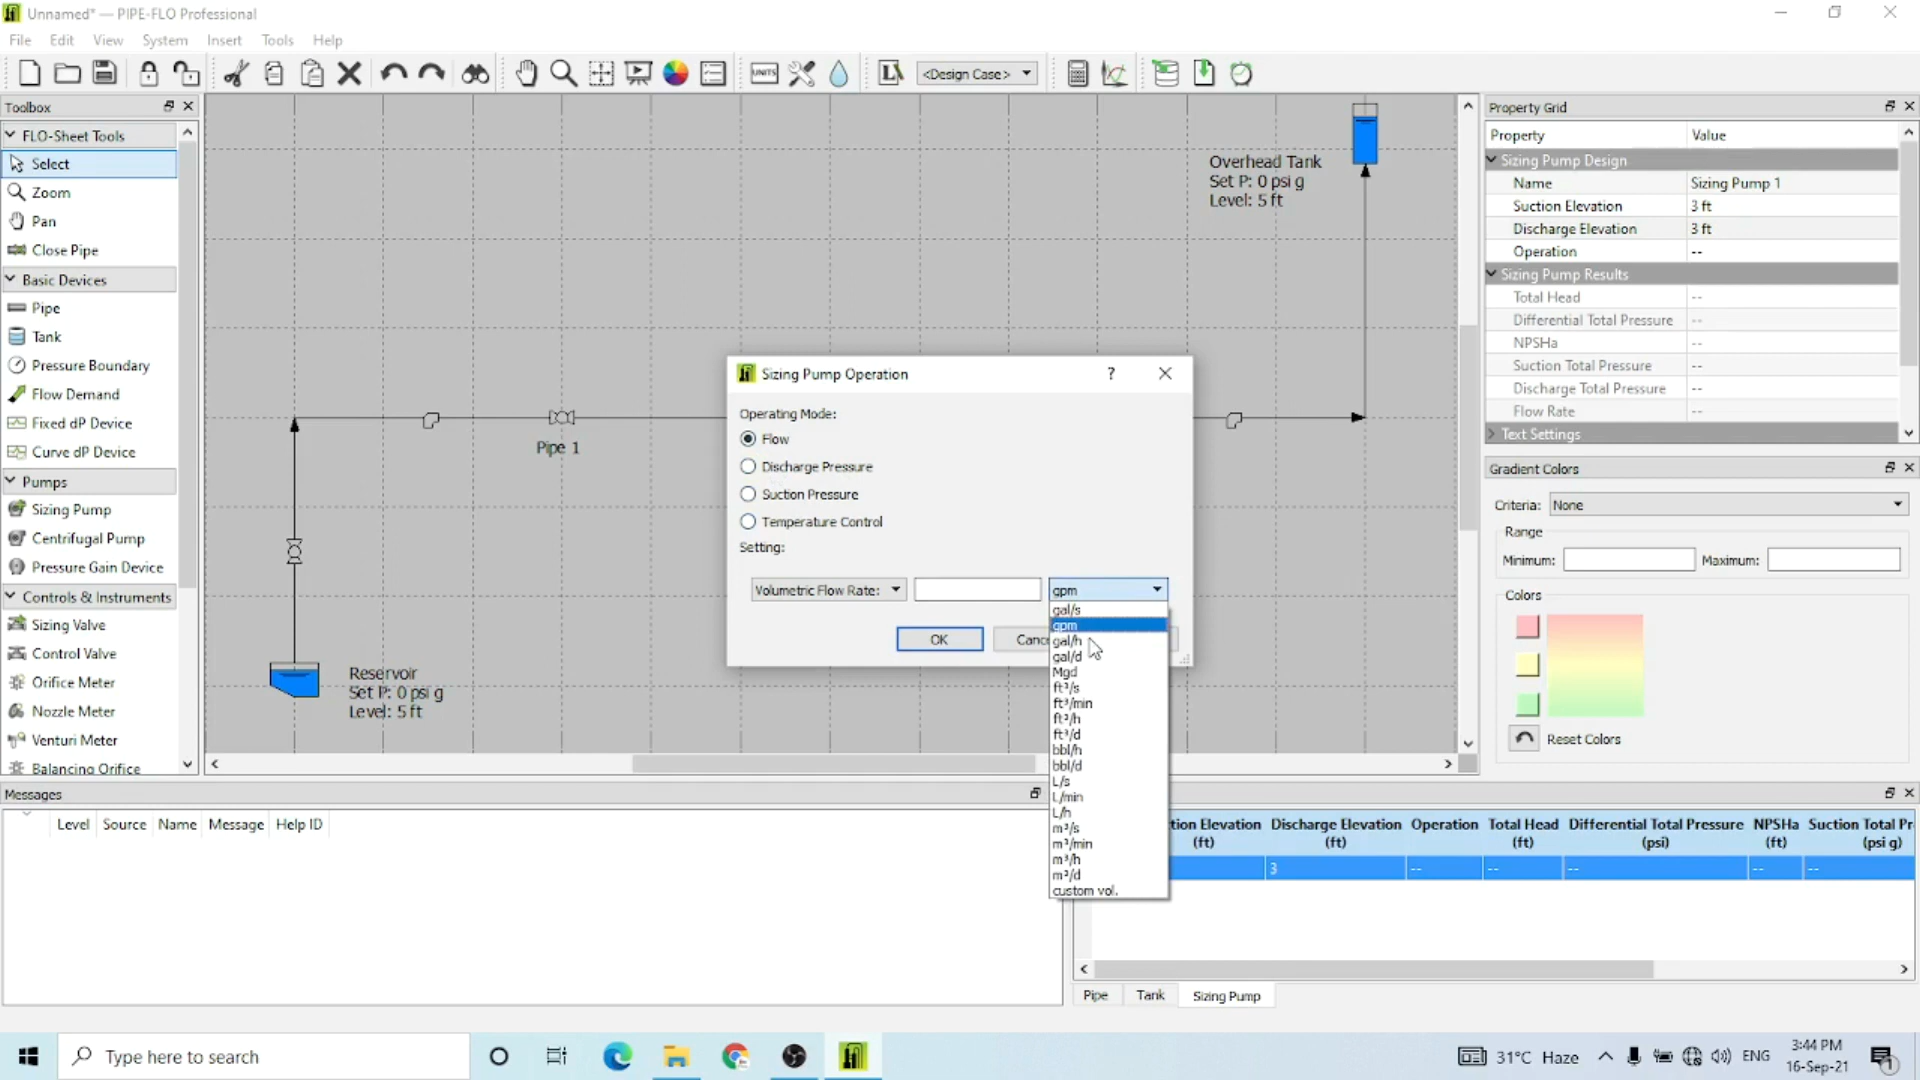 Unnamed* — PIPE-FLO Professional
File Edit View System Insert Tools Help
UNITS <Design Case>
Toolbox
FLO-Sheet Tools
Select
Zoom
Pan
Close Pipe
Basic Devices
Pipe
Tank
Pressure Boundary
Flow Demand
Fixed dP Device
Curve dP Device
Pumps
Sizing Pump
Centrifugal Pump
Pressure Gain Device
Controls & Instruments
Sizing Valve
Control Valve
Orifice Meter
Nozzle Meter
Venturi Meter
Balancing Orifice
Overhead Tank
Set P: 0 psi g
Level: 5 ft
Pipe 1
Reservoir
Set P: 0 psi g
Level: 5 ft
Sizing Pump Operation ?
Operating Mode:
Flow
Discharge Pressure
Suction Pressure
Temperature Control
Setting:
Volumetric Flow Rate: gpm
OK
gal/s
gpm
gal/h
gal/d
Mgd
ft³/s
ft³/min
ft³/h
ft³/d
bbl/h
bbl/d
L/s
L/min
L/h
m³/s
m³/min
m³/h
m³/d
custom vol.
Property Grid
Property Value
Sizing Pump Design
Name Sizing Pump 1
Suction Elevation 3 ft
Discharge Elevation 3 ft
Operation --
Sizing Pump Results
Total Head --
Differential Total Pressure --
NPSHa --
Suction Total Pressure --
Discharge Total Pressure --
Flow Rate --
Text Settings
Gradient Colors
Criteria: None
Range
Minimum: Maximum:
Colors
Reset Colors
Messages
Level Source Name Message Help ID
Elevation Discharge Elevation Operation Total Head Differential Total Pressure NPSHa Suction Total Pr
(ft) (ft) (ft) (psi) (ft) (psi g)
3 -- -- -- -- --
Pipe Tank Sizing Pump
Type here to search
31°C Haze ENG 3:44 PM
16-Sep-21 1